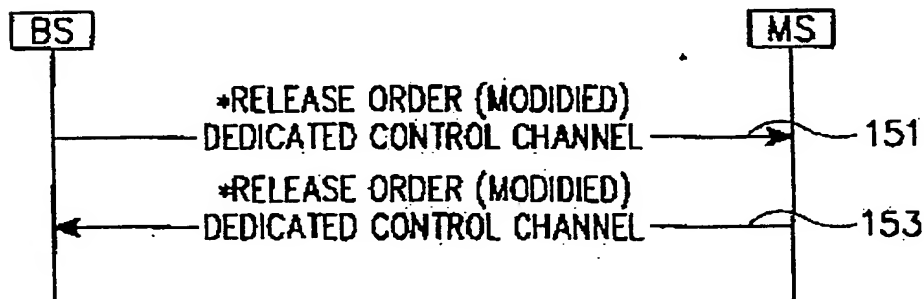 BS
MS
*RELEASE ORDER (MODIDIED)
DEDICATED CONTROL CHANNEL
151
*RELEASE ORDER (MODIDIED)
DEDICATED CONTROL CHANNEL
153